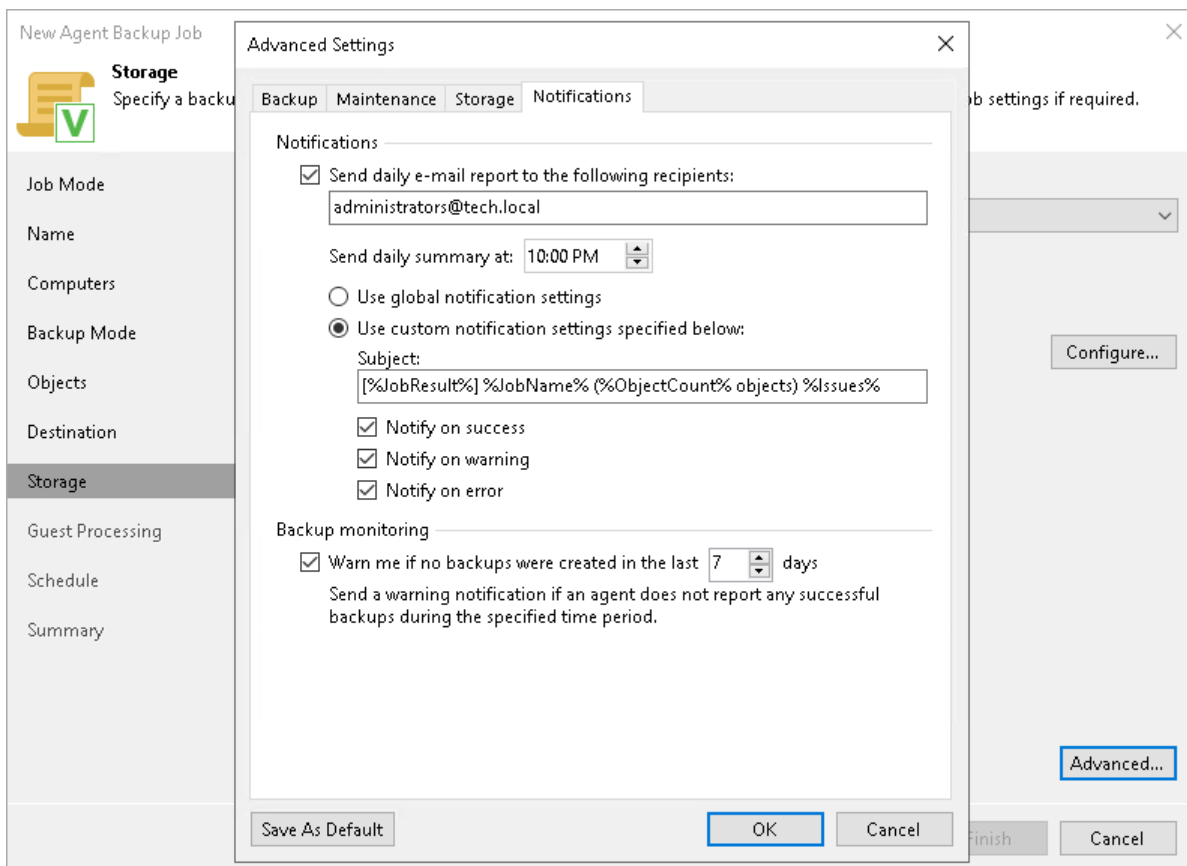 New Agent Backup Job
Storage
Specify a backu
b settings if required.
Job Mode
Name
Computers
Backup Mode
Objects
Destination
Storage
Guest Processing
Schedule
Summary
Configure...
Advanced...
Finish
Cancel
Advanced Settings
Backup
Maintenance
Storage
Notifications
Notifications
Send daily e-mail report to the following recipients:
administrators@tech.local
Send daily summary at: 10:00 PM
Use global notification settings
Use custom notification settings specified below:
Subject:
[%JobResult%] %JobName% (%ObjectCount% objects) %Issues%
Notify on success
Notify on warning
Notify on error
Backup monitoring
Warn me if no backups were created in the last 7 days
Send a warning notification if an agent does not report any successful
backups during the specified time period.
Save As Default
OK
Cancel